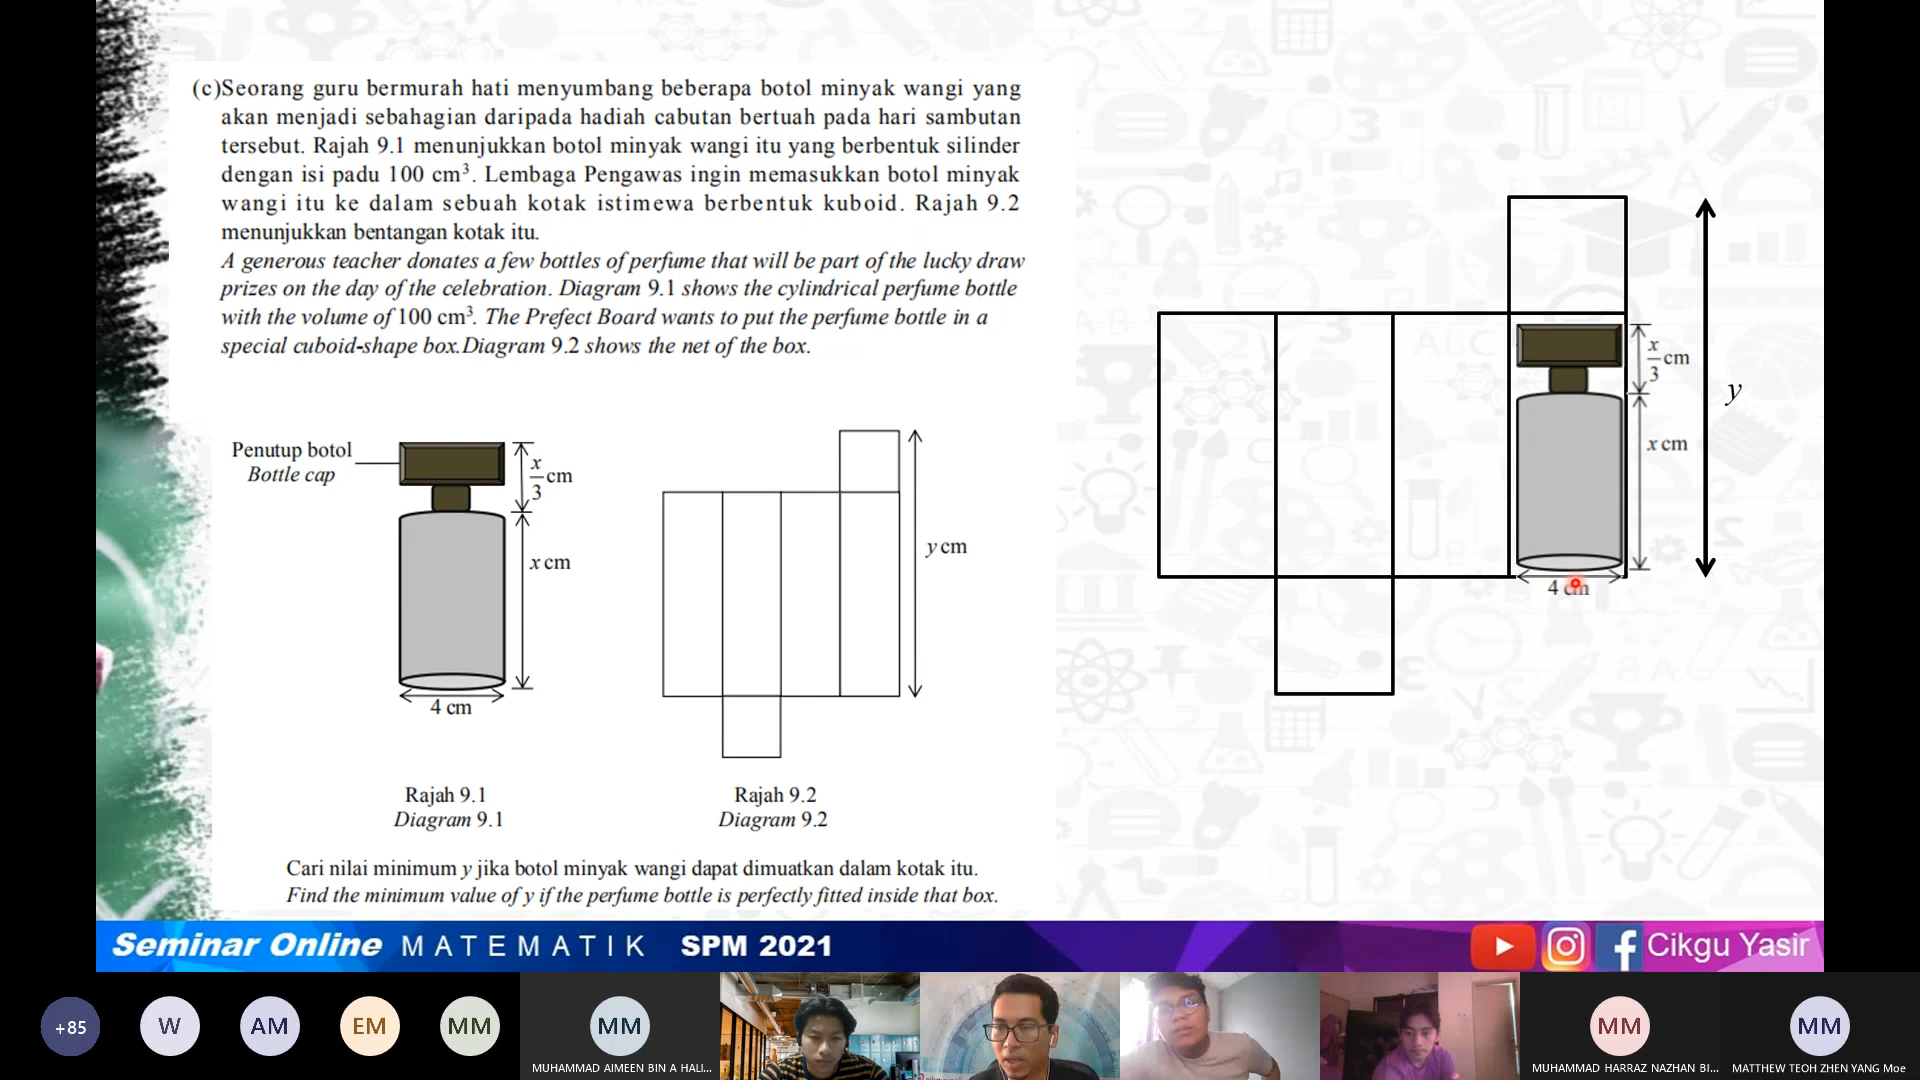 (c)Seorang guru bermurah hati menyumbang beberapa botol minyak wangi yang
akan menjadi sebahagian daripada hadiah cabutan bertuah pada hari sambutan
tersebut. Rajah 9.1 menunjukkan botol minyak wangi itu yang berbentuk silinder
dengan isi padu 100 cm³. Lembaga Pengawas ingin memasukkan botol minyak
wangi itu ke dalam sebuah kotak istimewa berbentuk kuboid. Rajah 9.2
menunjukkan bentangan kotak itu.
A generous teacher donates a few bottles of perfume that will be part of the lucky draw
prizes on the day of the celebration. Diagram 9.1 shows the cylindrical perfume bottle
with the volume of 100 cm³. The Prefect Board wants to put the perfume bottle in a
special cuboid-shape box.Diagram 9.2 shows the net of the box.
Penutup botol
Bottle cap
x/3 cm
x cm
4 cm
y cm
Rajah 9.1
Diagram 9.1
Rajah 9.2
Diagram 9.2
x/3 cm
x cm
4 cm
y
Cari nilai minimum y jika botol minyak wangi dapat dimuatkan dalam kotak itu.
Find the minimum value of y if the perfume bottle is perfectly fitted inside that box.
Seminar Online MATEMATIK SPM 2021
Cikgu Yasir
+85
W
AM
EM
MM
MM
MUHAMMAD AIMEEN BIN A HALI...
MM
MUHAMMAD HARRAZ NAZHAN BI...
MM
MATTHEW TEOH ZHEN YANG Moe